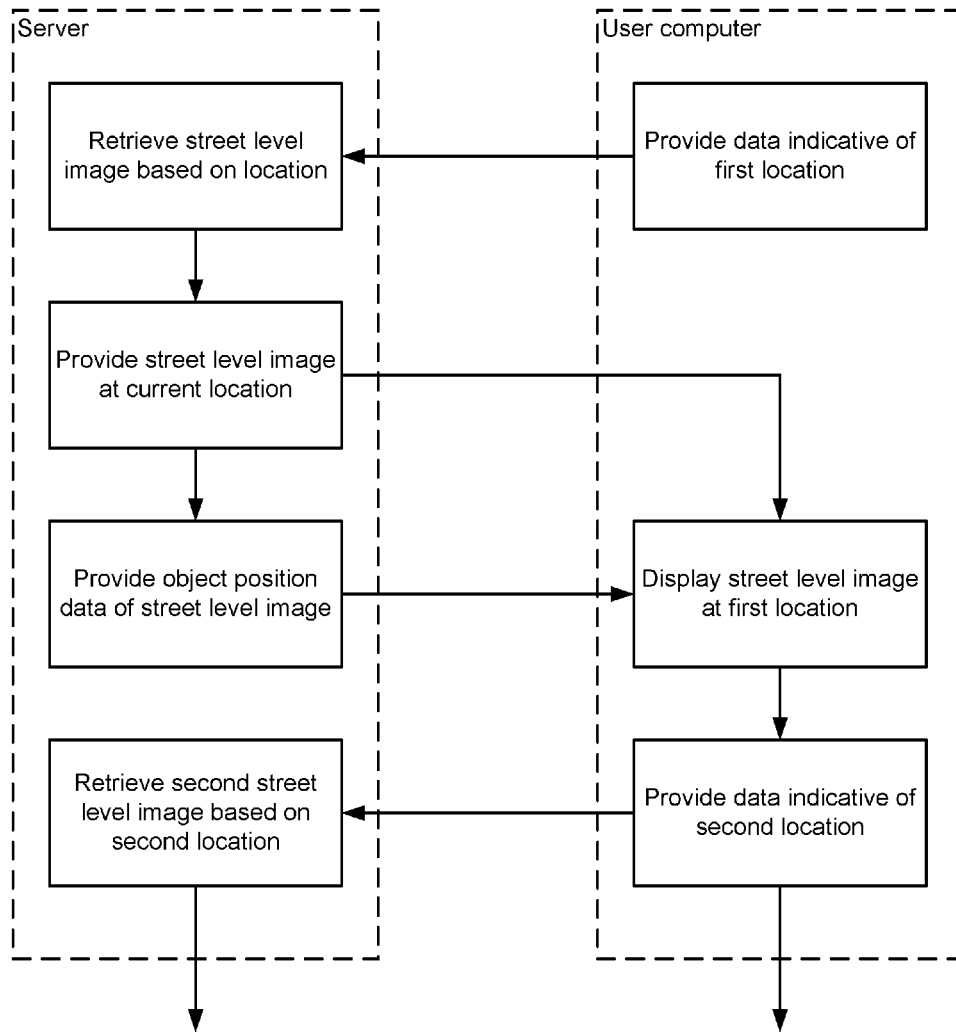 Server
User computer
Retrieve street level
image based on location
Provide data indicative of
first location
Provide street level image
at current location
Provide object position
data of street level image
Display street level image
at first location
Retrieve second street
level image based on
second location
Provide data indicative of
second location